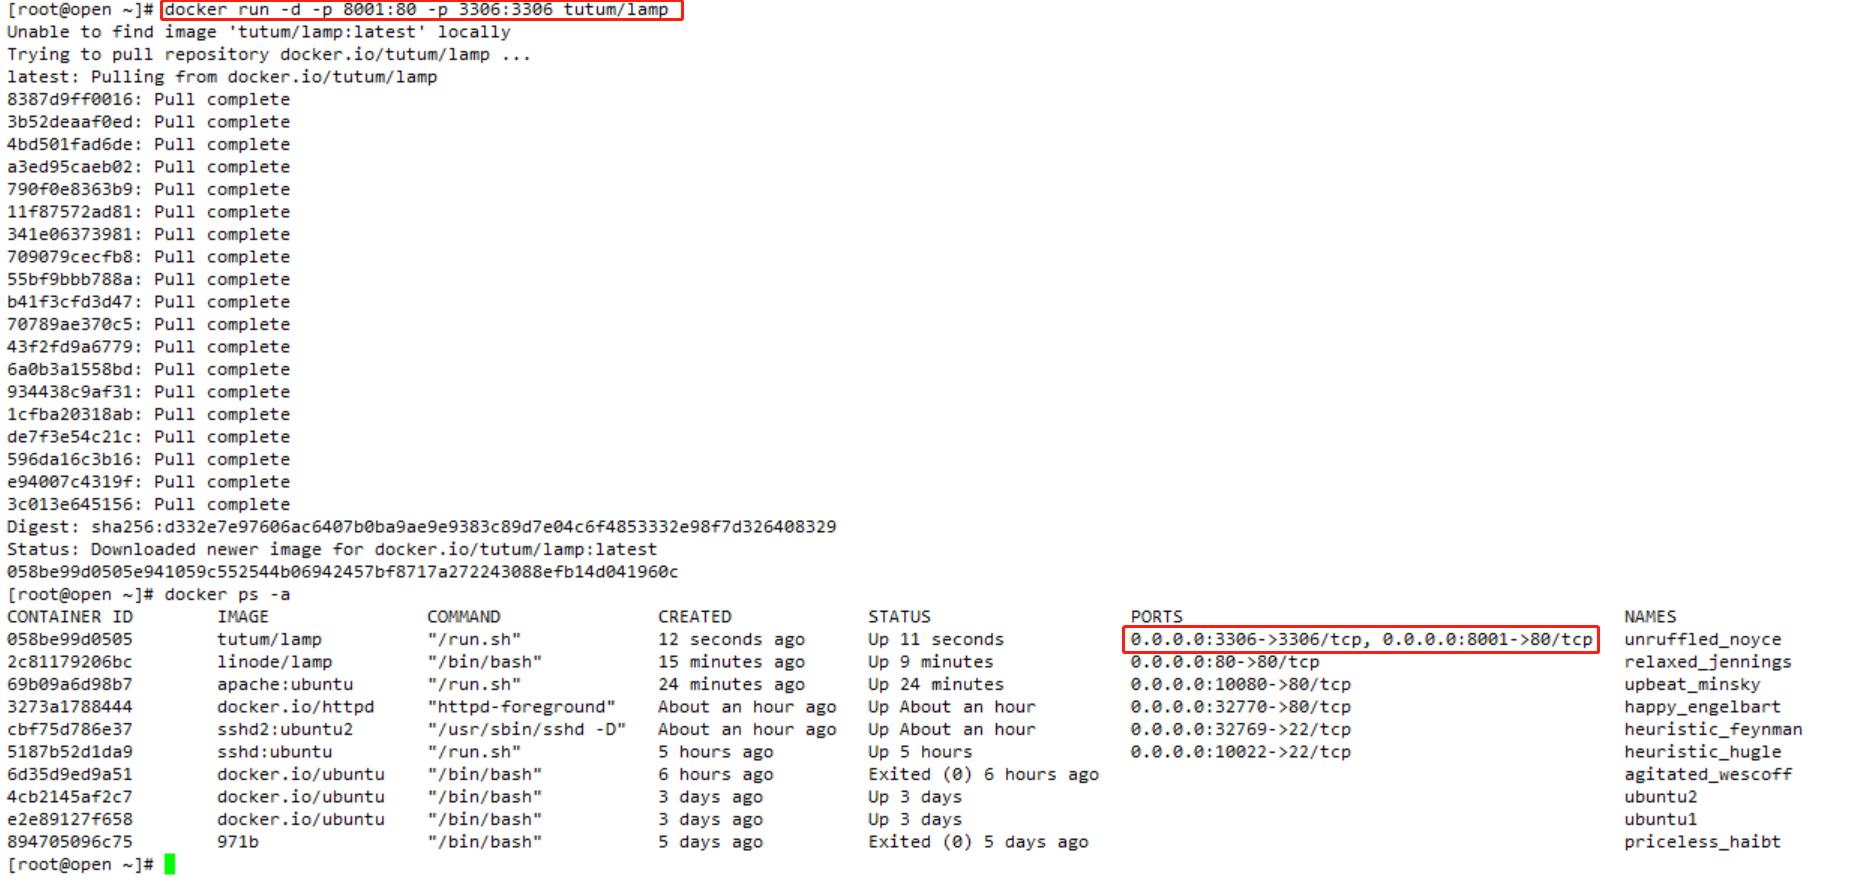 [root@open ~]# docker run -d -p 8001:80 -p 3306:3306 tutum/lamp
Unable to find image 'tutum/lamp:latest' locally
Trying to pull repository docker.io/tutum/lamp ...
latest: Pulling from docker.io/tutum/lamp
8387d9ff0016: Pull complete
3b52deaaf0ed: Pull complete
4bd501fad6de: Pull complete
a3ed95caeb02: Pull complete
790f0e8363b9: Pull complete
11f87572ad81: Pull complete
341e06373981: Pull complete
709079cecfb8: Pull complete
55bf9bbb788a: Pull complete
b41f3cfd3d47: Pull complete
70789ae370c5: Pull complete
43f2fd9a6779: Pull complete
6a0b3a1558bd: Pull complete
934438c9af31: Pull complete
1cfba20318ab: Pull complete
de7f3e54c21c: Pull complete
596da16c3b16: Pull complete
e94007c4319f: Pull complete
3c013e645156: Pull complete
Digest: sha256:d332e7e97606ac6407b0ba9ae9e9383c89d7e04c6f4853332e98f7d326408329
Status: Downloaded newer image for docker.io/tutum/lamp:latest
058be99d0505e941059c552544b06942457bf8717a272243088efb14d041960c
[root@open ~]# docker ps -a
CONTAINER ID IMAGE COMMAND CREATED STATUS PORTS NAMES
058be99d0505 tutum/lamp "/run.sh" 12 seconds ago Up 11 seconds 0.0.0.0:3306->3306/tcp, 0.0.0.0:8001->80/tcp unruffled_noyce
2c81179206bc linode/lamp "/bin/bash" 15 minutes ago Up 9 minutes 0.0.0.0:80->80/tcp relaxed_jennings
69b09a6d98b7 apache:ubuntu "/run.sh" 24 minutes ago Up 24 minutes 0.0.0.0:10080->80/tcp upbeat_minsky
3273a1788444 docker.io/httpd "httpd-foreground" About an hour ago Up About an hour 0.0.0.0:32770->80/tcp happy_engelbart
cbf75d786e37 sshd2:ubuntu2 "/usr/sbin/sshd -D" About an hour ago Up About an hour 0.0.0.0:32769->22/tcp heuristic_feynman
5187b52d1da9 sshd:ubuntu "/run.sh" 5 hours ago Up 5 hours 0.0.0.0:10022->22/tcp heuristic_hugle
6d35d9ed9a51 docker.io/ubuntu "/bin/bash" 6 hours ago Exited (0) 6 hours ago agitated_wescoff
4cb2145af2c7 docker.io/ubuntu "/bin/bash" 3 days ago Up 3 days ubuntu2
e2e89127f658 docker.io/ubuntu "/bin/bash" 3 days ago Up 3 days ubuntu1
894705096c75 971b "/bin/bash" 5 days ago Exited (0) 5 days ago priceless_haibt
[root@open ~]#